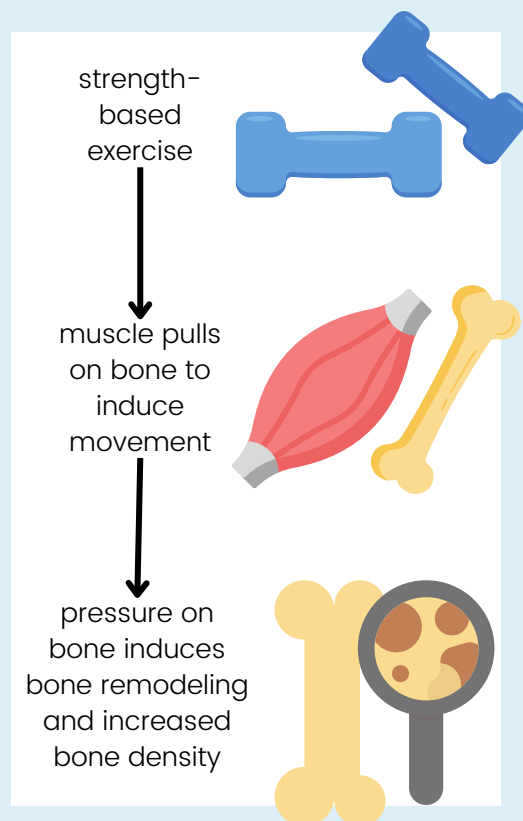 strength-
based
exercise
muscle pulls
on bone to
induce
movement
pressure on
bone induces
bone remodeling
and increased
bone density